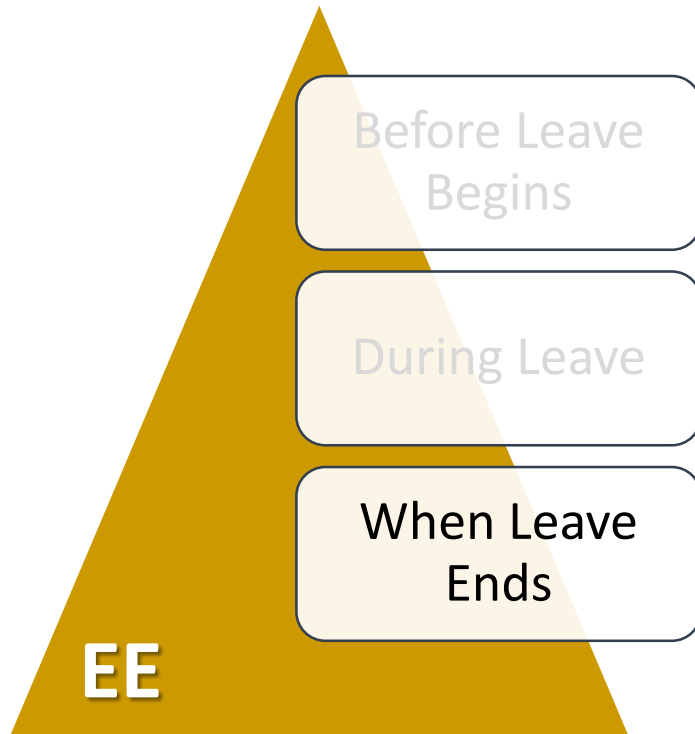 Before Leave
Begins
During Leave
When Leave
Ends
EE